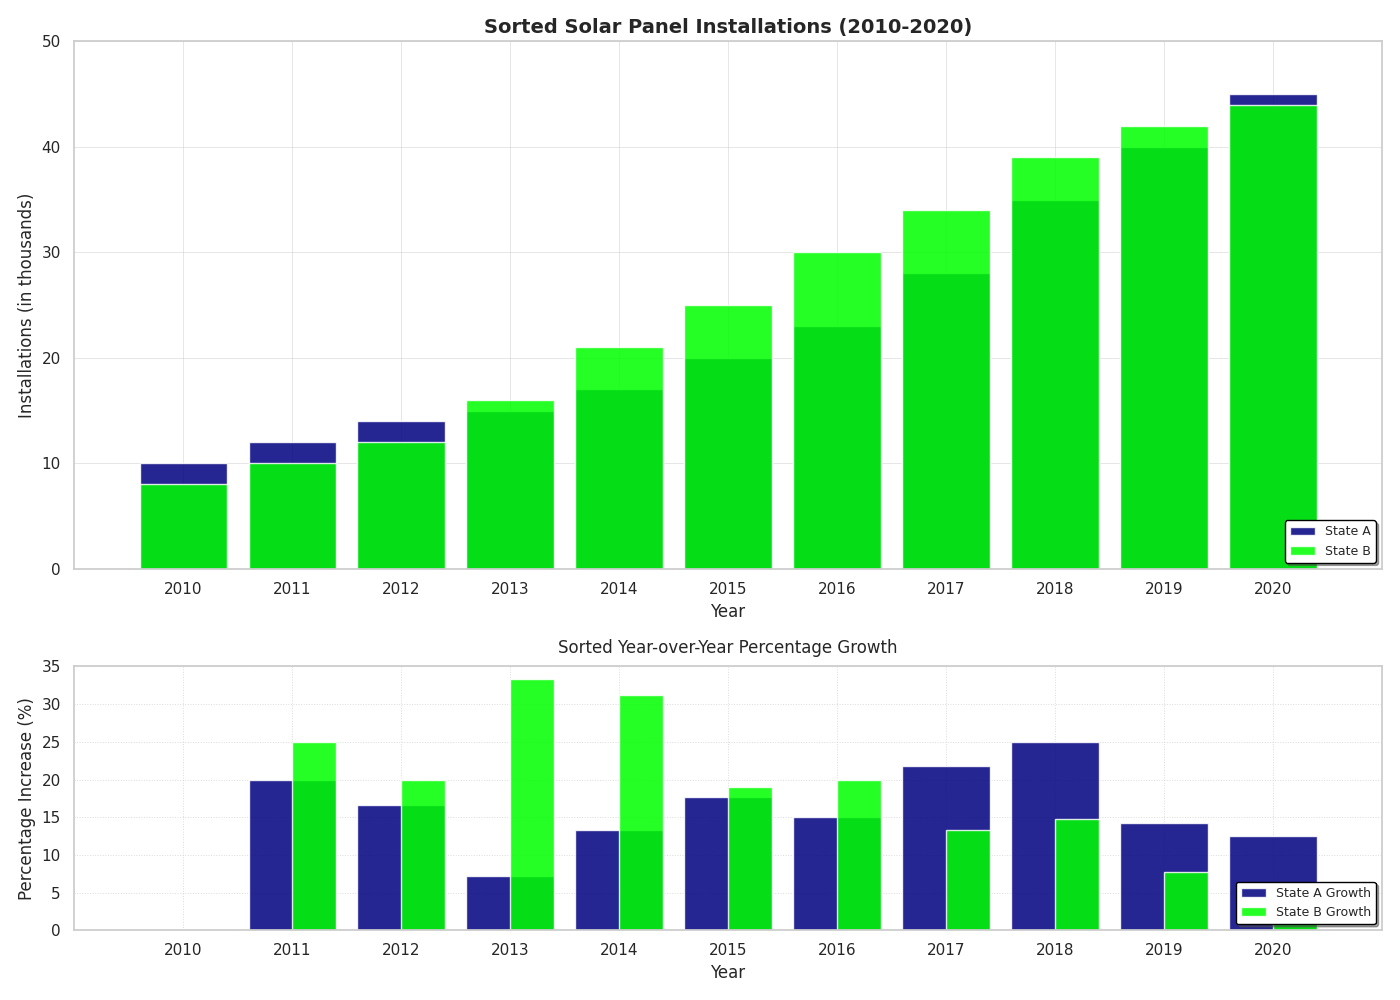 Sorted Solar Panel Installations (2010-2020)
50
40
30
20
10
0
Installations (in thousands)
2010 2011 2012 2013 2014 2015 2016 2017 2018 2019 2020
Year
State A
State B
Sorted Year-over-Year Percentage Growth
35
30
25
20
15
10
5
0
Percentage Increase (%)
2010 2011 2012 2013 2014 2015 2016 2017 2018 2019 2020
Year
State A Growth
State B Growth